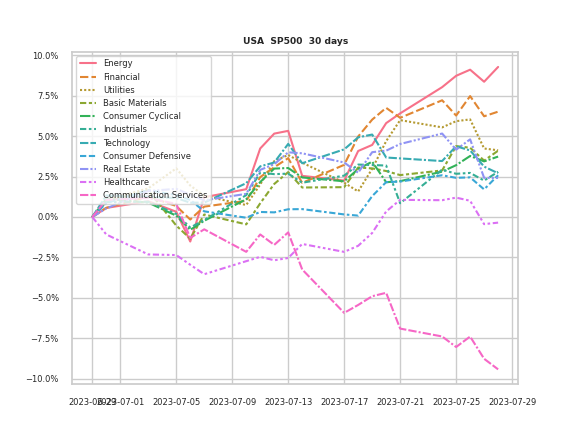 USA  SP500  30 days
10.0%
7.5%
5.0%
2.5%
0.0%
−2.5%
−5.0%
−7.5%
−10.0%
Energy
Financial
Utilities
Basic Materials
Consumer Cyclical
Industrials
Technology
Consumer Defensive
Real Estate
Healthcare
Communication Services
2023-06-29 2023-07-01 2023-07-05 2023-07-09 2023-07-13 2023-07-17 2023-07-21 2023-07-25 2023-07-29